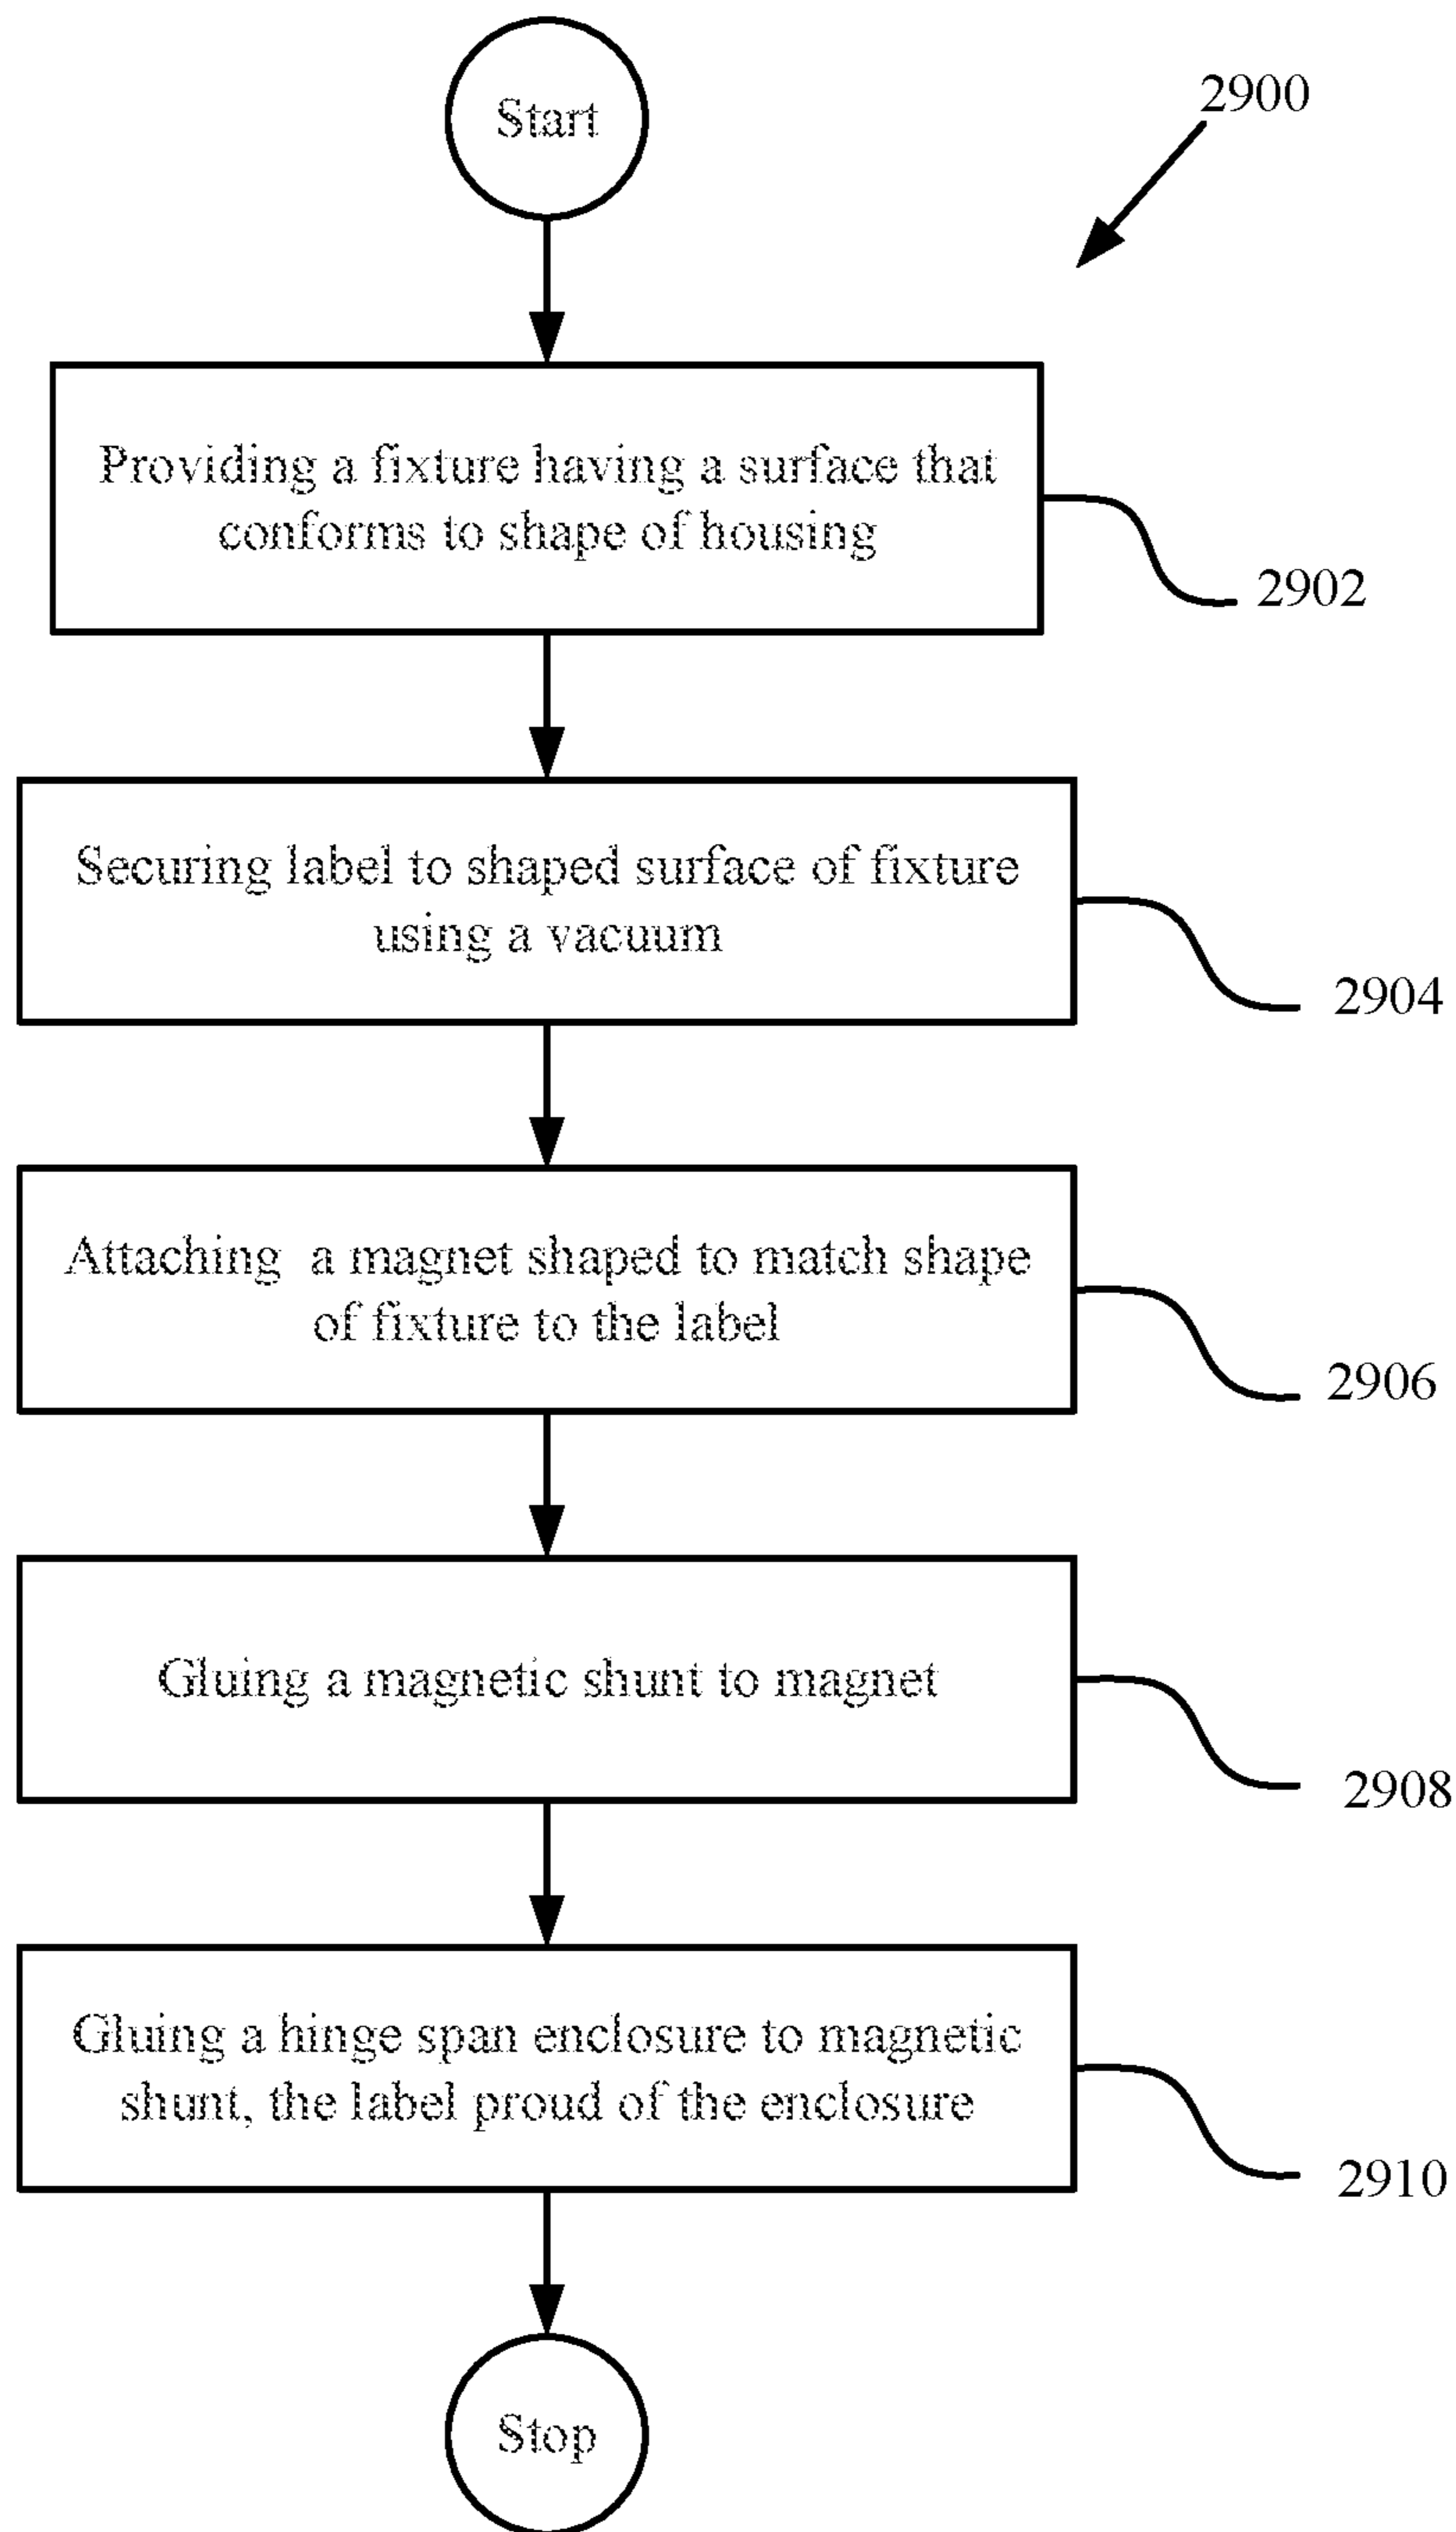 Start
2900
Providing a fixture having a surface that
conforms to shape of housing
2902
Securing label to shaped surface of fixture
using a vacuum
2904
Attaching a magnet shaped to match shape
of fixture to the label
2906
Gluing a magnetic shunt to magnet
2908
Gluing a hinge span enclosure to magnetic
shunt, the label proud of the enclosure
2910
Stop